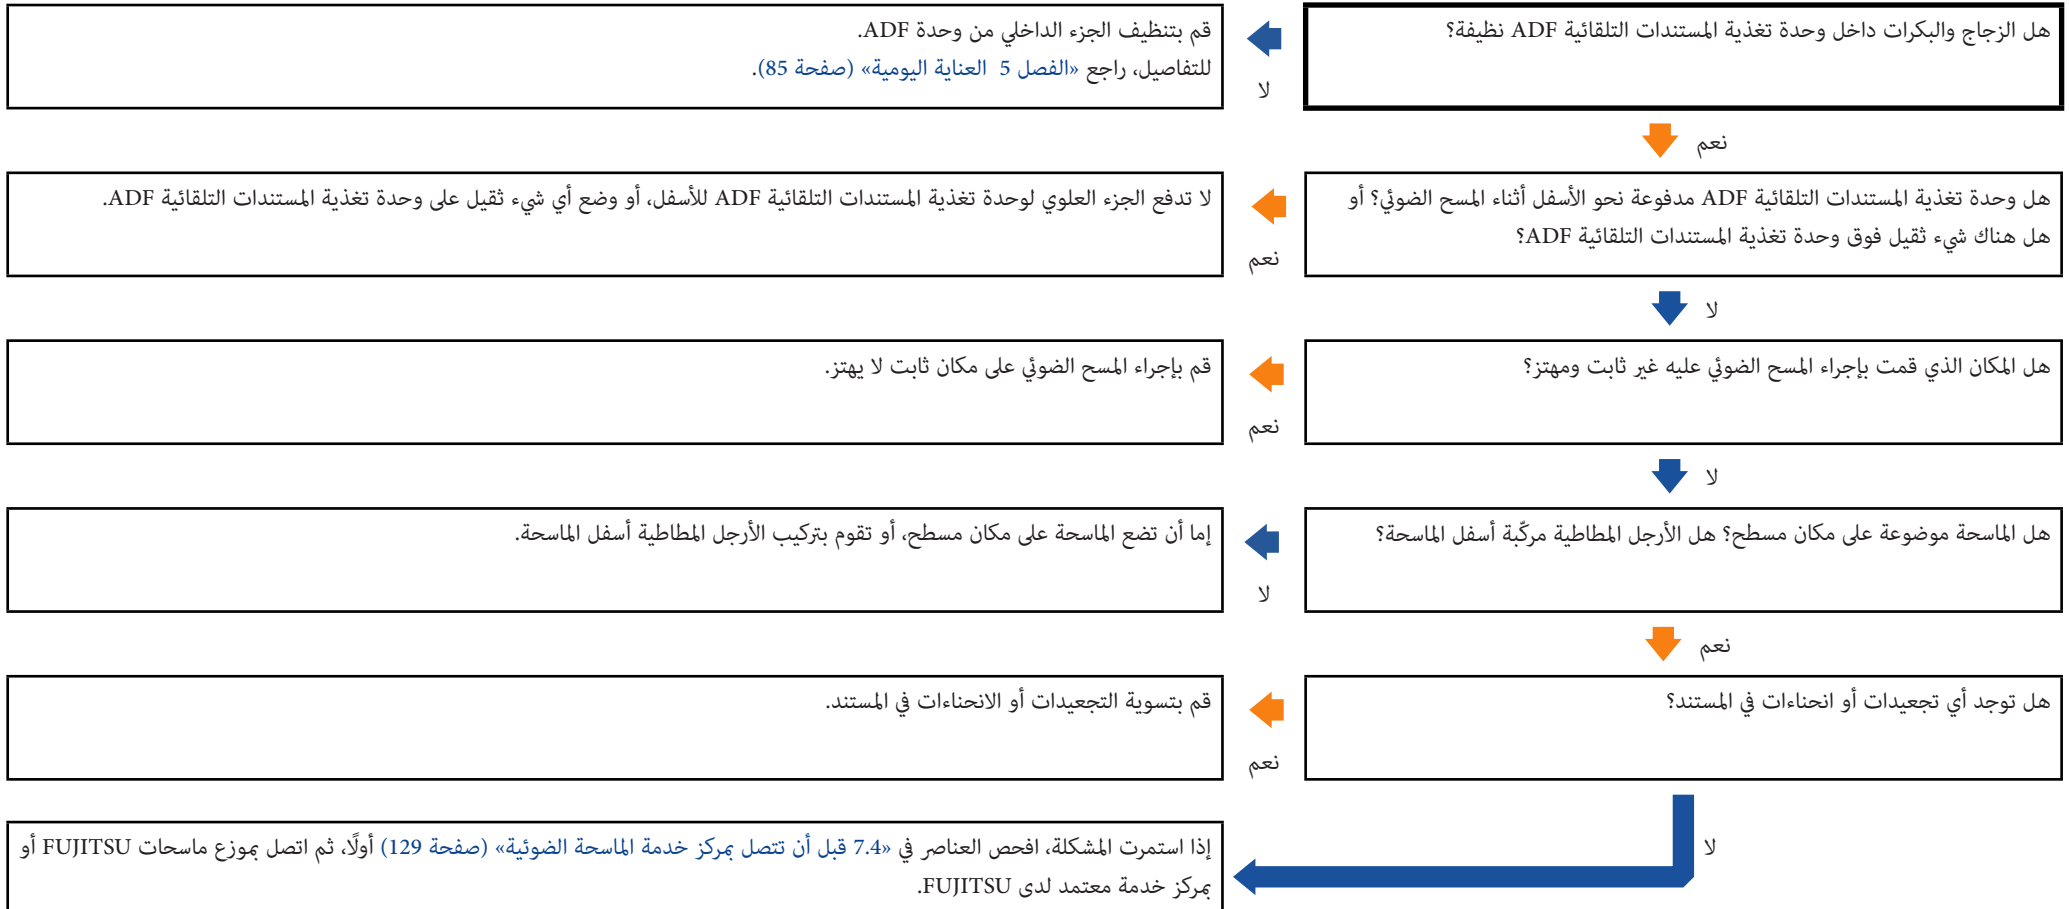 هل الزجاج والبكرات داخل وحدة تغذية المستندات التلقائية ADF نظيفة؟
لا
قم بتنظيف الجزء الداخلي من وحدة ADF.
للتفاصيل، راجع «الفصل 5 العناية اليومية» (صفحة 85).
نعم
هل وحدة تغذية المستندات التلقائية ADF مدفوعة نحو الأسفل أثناء المسح الضوئي؟ أو
هل هناك شيء ثقيل فوق وحدة تغذية المستندات التلقائية ADF؟
نعم
لا تدفع الجزء العلوي لوحدة تغذية المستندات التلقائية ADF للأسفل، أو وضع أي شيء ثقيل على وحدة تغذية المستندات التلقائية ADF.
لا
هل المكان الذي قمت بإجراء المسح الضوئي عليه غير ثابت ومهتز؟
نعم
قم بإجراء المسح الضوئي على مكان ثابت لا يهتز.
لا
هل الماسحة موضوعة على مكان مسطح؟ هل الأرجل المطاطية مركّبة أسفل الماسحة؟
لا
إما أن تضع الماسحة على مكان مسطح، أو تقوم بتركيب الأرجل المطاطية أسفل الماسحة.
نعم
هل توجد أي تجعيدات أو انحناءات في المستند؟
نعم
قم بتسوية التجعيدات أو الانحناءات في المستند.
لا
إذا استمرت المشكلة، افحص العناصر في «7.4 قبل أن تتصل بمركز خدمة الماسحة الضوئية» (صفحة 129) أولًا، ثم اتصل بموزع ماسحات FUJITSU أو
بمركز خدمة معتمد لدى FUJITSU.